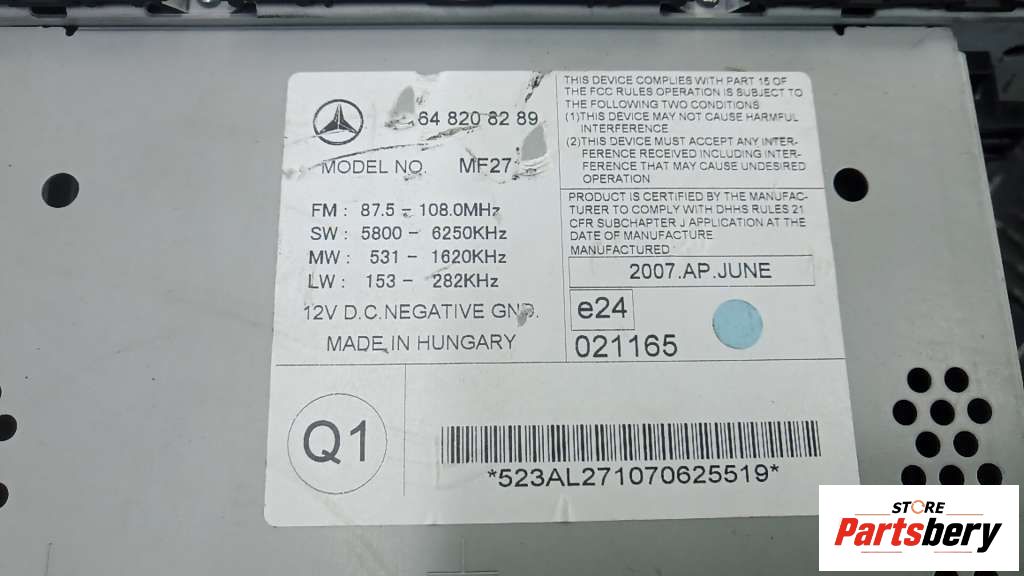 64 820 82 89
MODEL NO. MF27
FM : 87.5 - 108.0MHz
SW : 5800 - 6250KHz
MW : 531 - 1620KHz
LW : 153 - 282KHz
12V D.C. NEGATIVE GND.
MADE IN HUNGARY
THIS DEVICE COMPLIES WITH PART 15 OF
THE FCC RULES OPERATION IS SUBJECT TO
THE FOLLOWING TWO CONDITIONS
(1)THIS DEVICE MAY NOT CAUSE HARMFUL
INTERFERENCE
(2)THIS DEVICE MUST ACCEPT ANY INTER-
FERENCE RECEIVED INCLUDING INTER-
FERENCE THAT MAY CAUSE UNDESIRED
OPERATION
PRODUCT IS CERTIFIED BY THE MANUFAC-
TURER TO COMPLY WITH DHHS RULES 21
CFR SUBCHAPTER J APPLICATION AT THE
DATE OF MANUFACTURE
MANUFACTURED :
2007.AP.JUNE
e24
021165
Q1
*523AL271070625519*
STORE
Partsbery